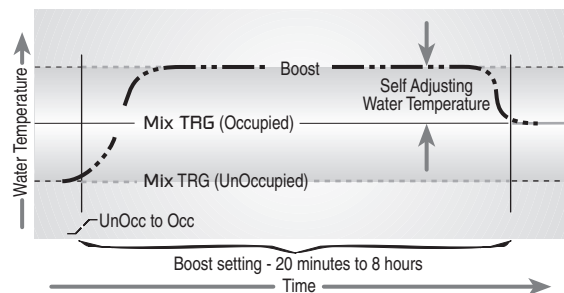 Boost
Self Adjusting
Water Temperature
Mix TRG (Occupied)
Mix TRG (UnOccupied)
Water Temperature
UnOcc to Occ
Boost setting - 20 minutes to 8 hours
Time